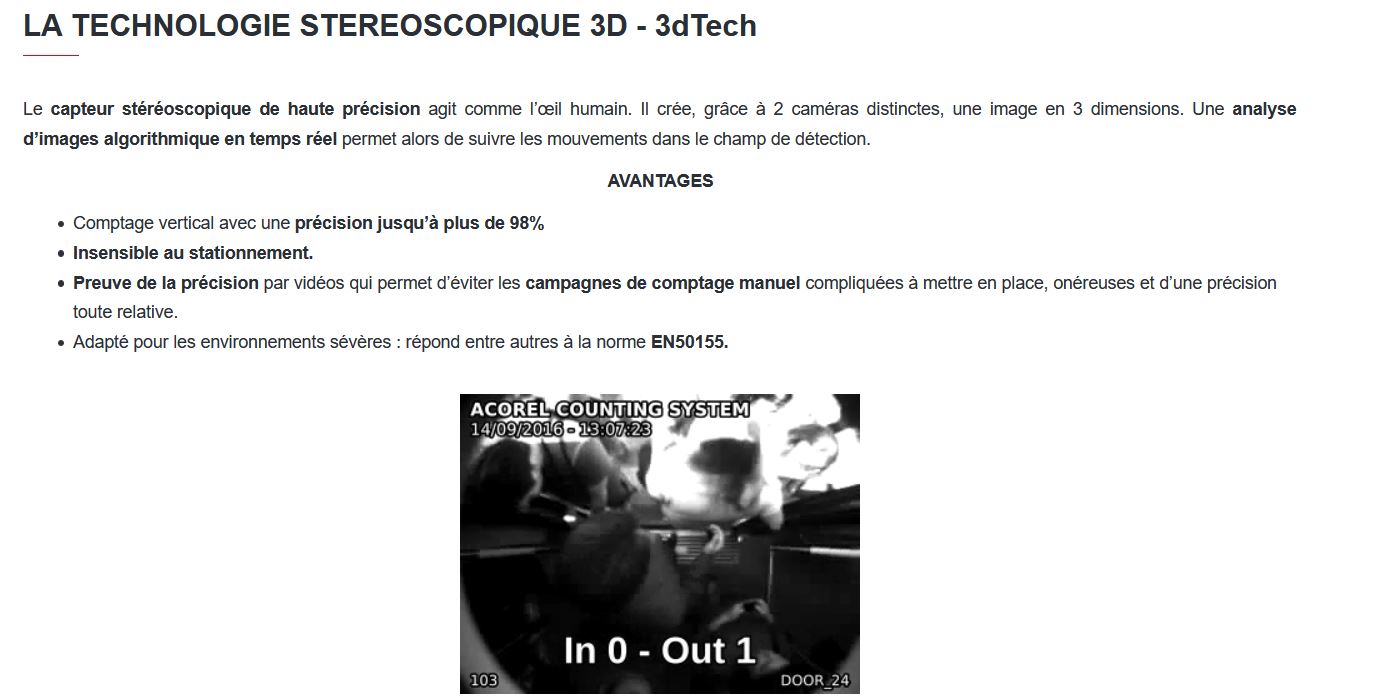 LA TECHNOLOGIE STEREOSCOPIQUE 3D - 3dTech
Le capteur stéréoscopique de haute précision agit comme l’œil humain. Il crée, grâce à 2 caméras distinctes, une image en 3 dimensions. Une analyse
d’images algorithmique en temps réel permet alors de suivre les mouvements dans le champ de détection.
AVANTAGES
• Comptage vertical avec une précision jusqu’à plus de 98%
• Insensible au stationnement.
• Preuve de la précision par vidéos qui permet d’éviter les campagnes de comptage manuel compliquées à mettre en place, onéreuses et d’une précision
toute relative.
• Adapté pour les environnements sévères : répond entre autres à la norme EN50155.
ACOREL COUNTING SYSTEM
14/09/2016 - 13:07:23
In 0 - Out 1
103 DOOR_24